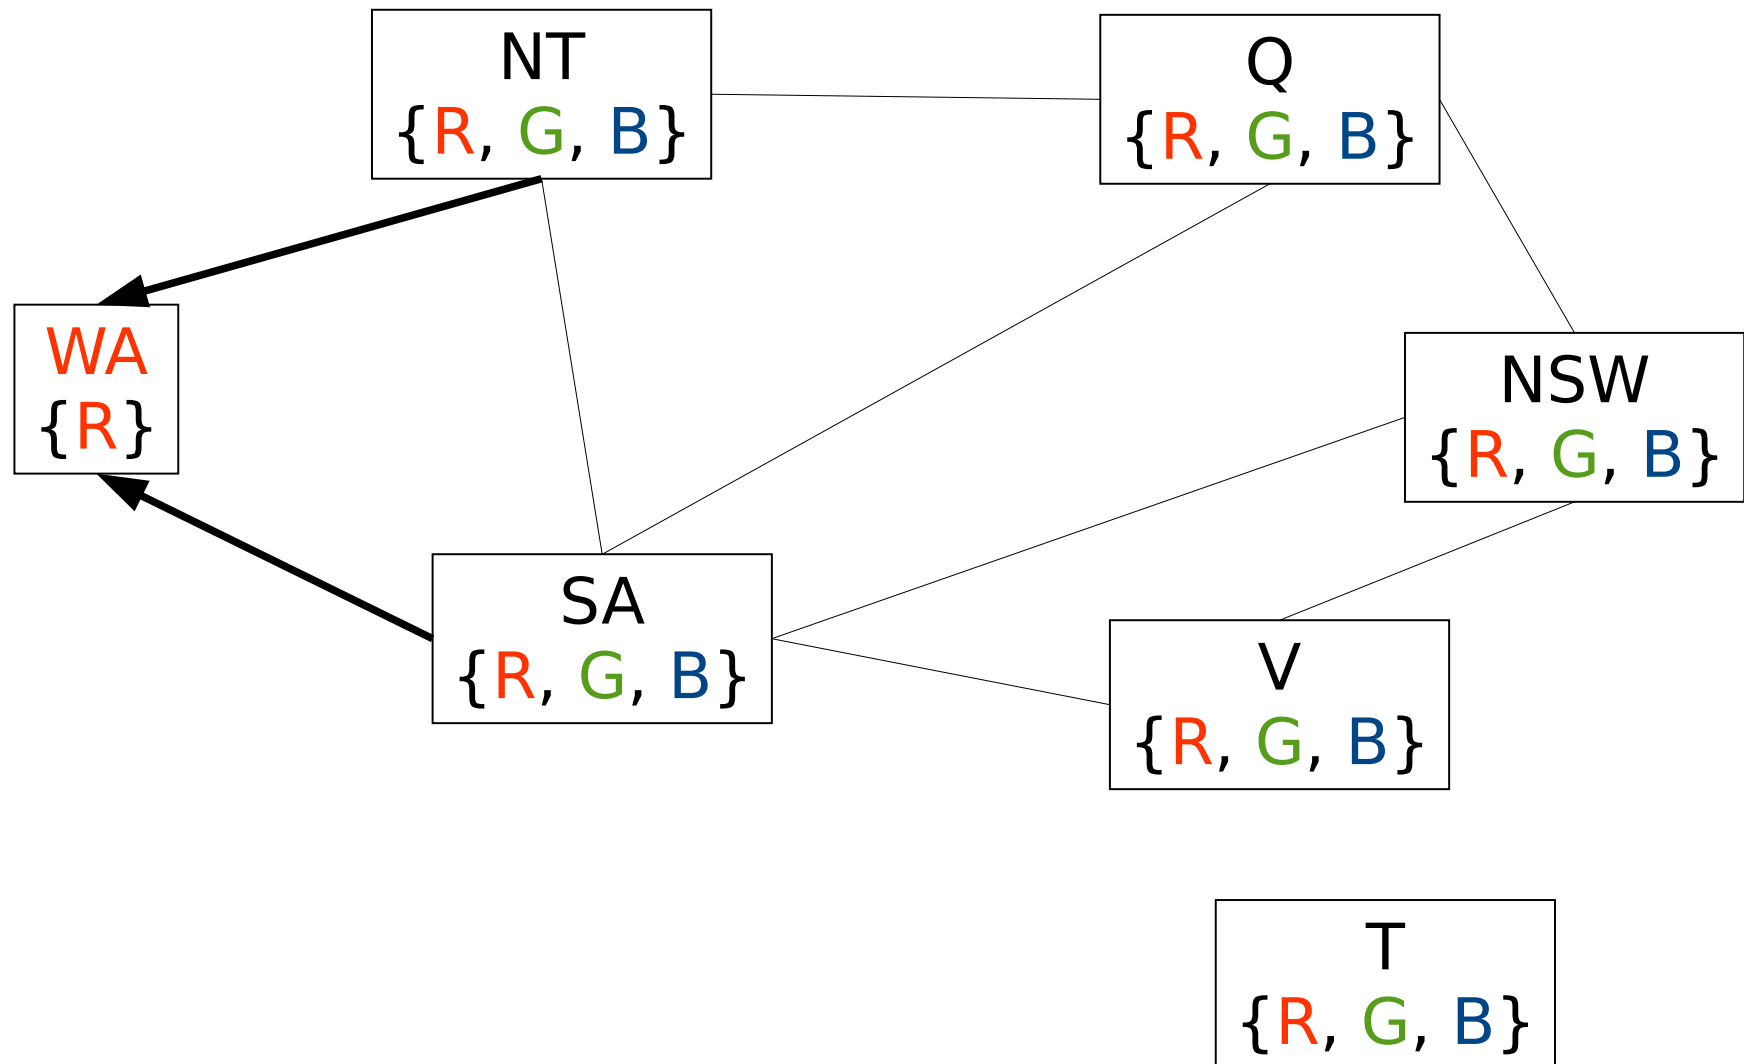 NT
{R, G, B}
Q
{R, G, B}
WA
{R}
NSW
{R, G, B}
SA
{R, G, B}
V
{R, G, B}
T
{R, G, B}